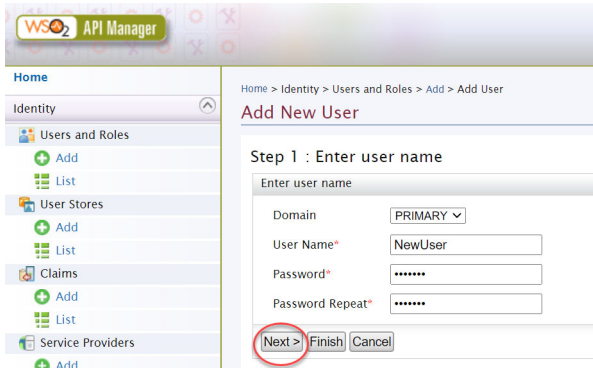 WSO2 API Manager
Home
Identity
Users and Roles
Add
List
User Stores
Add
List
Claims
Add
List
Service Providers
Add
Home > Identity > Users and Roles > Add > Add User
Add New User
Step 1 : Enter user name
Enter user name
Domain PRIMARY
User Name* NewUser
Password* •••••••
Password Repeat* •••••••
Next > Finish Cancel